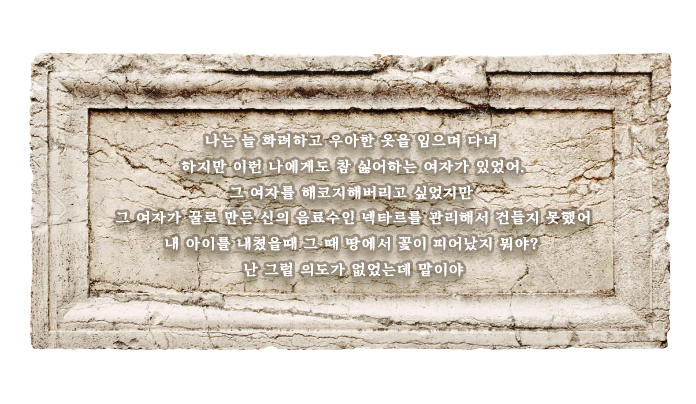 나는 늘 화려하고 우아한 옷을 입으며 다녀
하지만 이런 나에게도 참 싫어하는 여자가 있었어.
그 여자를 해코지해버리고 싶었지만
그 여자가 꿀로 만든 신의 음료수인 넥타르를 관리해서 건들지 못했어
내 아이를 내쳤을때 그 때 땅에서 꽃이 피어났지 뭐야?
난 그럴 의도가 없었는데 말이야